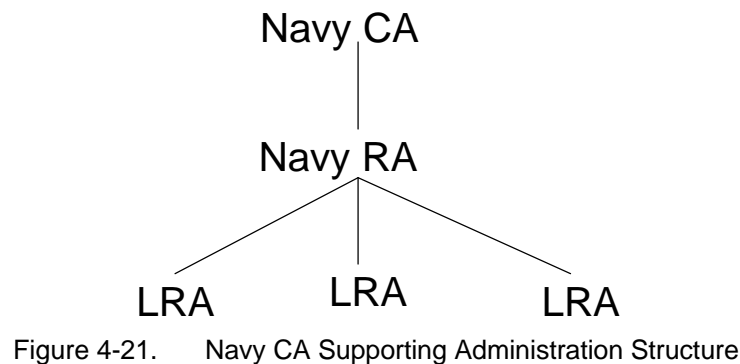 Navy CA
Navy RA
LRA LRA LRA
Figure 4-21. Navy CA Supporting Administration Structure